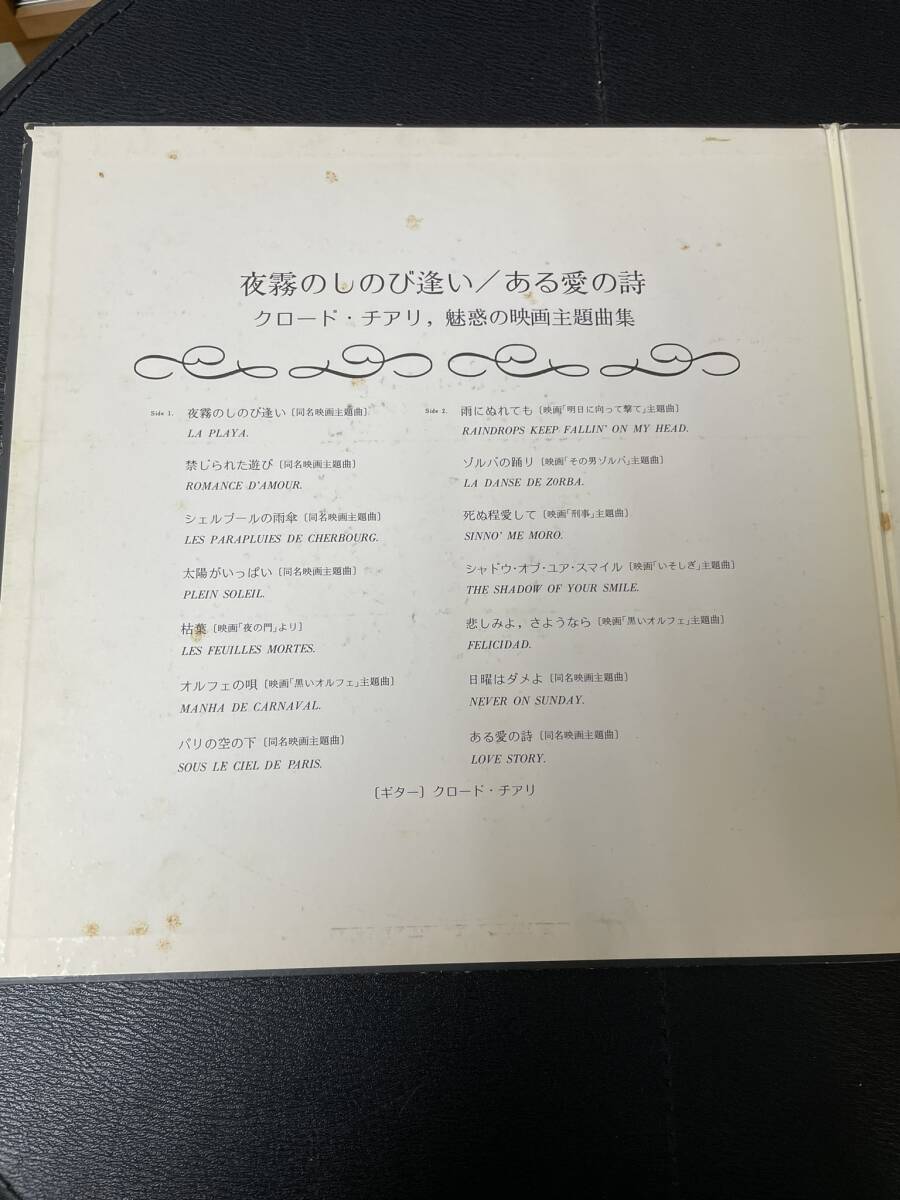 夜霧のしのび逢い／ある愛の詩
クロード・チアリ，魅惑の映画主題曲集
Side 1.
夜霧のしのび逢い〔同名映画主題曲〕
LA PLAYA.
禁じられた遊び〔同名映画主題曲〕
ROMANCE D'AMOUR.
シェルブールの雨傘〔同名映画主題曲〕
LES PARAPLUIES DE CHERBOURG.
太陽がいっぱい〔同名映画主題曲〕
PLEIN SOLEIL.
枯葉〔映画「夜の門」より〕
LES FEUILLES MORTES.
オルフェの唄〔映画「黒いオルフェ」主題曲〕
MANHA DE CARNAVAL.
パリの空の下〔同名映画主題曲〕
SOUS LE CIEL DE PARIS.
Side 2.
雨にぬれても〔映画「明日に向って撃て」主題曲〕
RAINDROPS KEEP FALLIN' ON MY HEAD.
ゾルバの踊り〔映画「その男ゾルバ」主題曲〕
LA DANSE DE ZORBA.
死ぬ程愛して〔映画「刑事」主題曲〕
SINNO' ME MORO.
シャドウ・オブ・ユア・スマイル〔映画「いそしぎ」主題曲〕
THE SHADOW OF YOUR SMILE.
悲しみよ，さようなら〔映画「黒いオルフェ」主題曲〕
FELICIDAD.
日曜はダメよ〔同名映画主題曲〕
NEVER ON SUNDAY.
ある愛の詩〔同名映画主題曲〕
LOVE STORY.
〔ギター〕クロード・チアリ